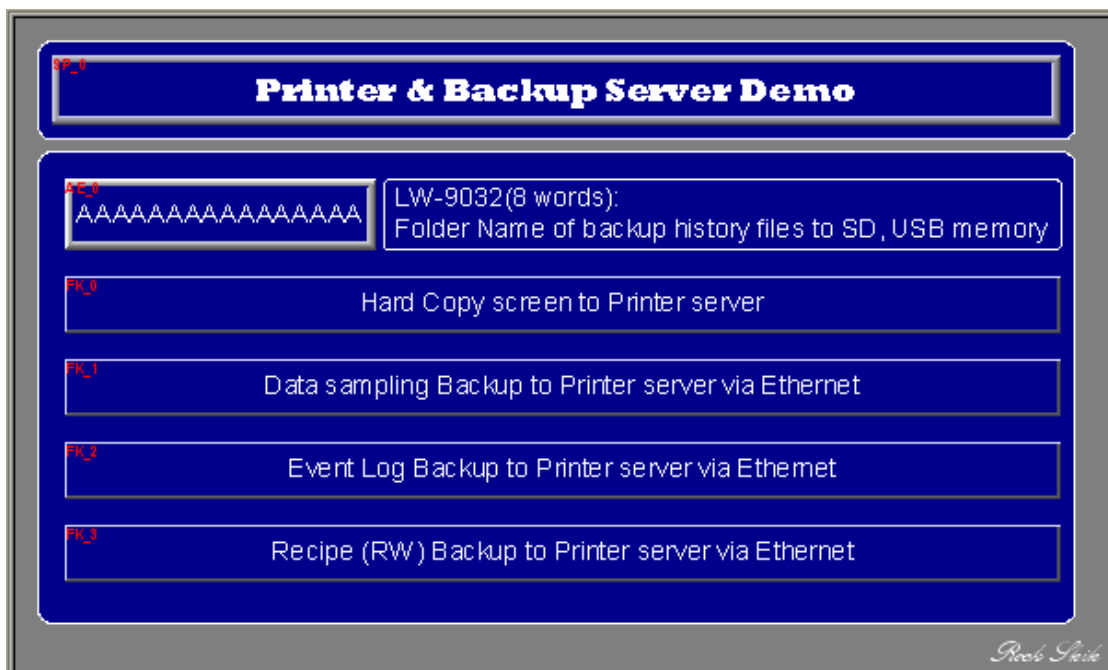 SP_0
Printer & Backup Server Demo
AE_0
AAAAAAAAAAAAAAAA
LW-9032(8 words):
Folder Name of backup history files to SD, USB memory
FK_0
Hard Copy screen to Printer server
FK_1
Data sampling Backup to Printer server via Ethernet
FK_2
Event Log Backup to Printer server via Ethernet
FK_3
Recipe (RW) Backup to Printer server via Ethernet